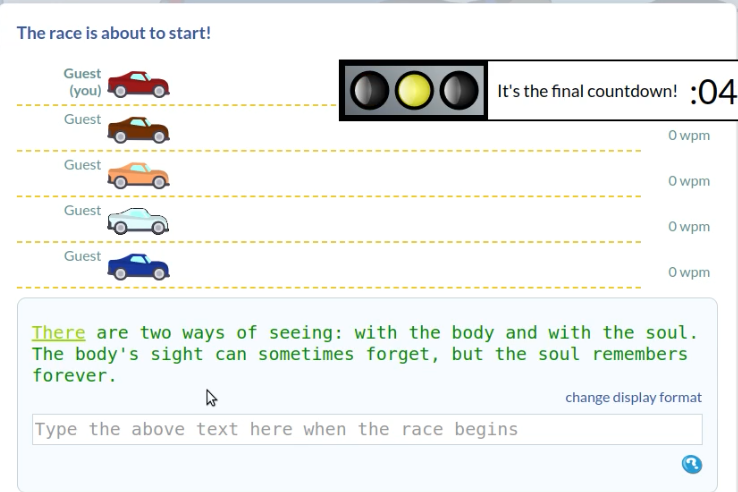 The race is about to start!
Guest
(you)
It's the final countdown! :04
Guest
0 wpm
Guest
0 wpm
Guest
0 wpm
Guest
0 wpm
There are two ways of seeing: with the body and with the soul.
The body's sight can sometimes forget, but the soul remembers
forever.
change display format
Type the above text here when the race begins
?